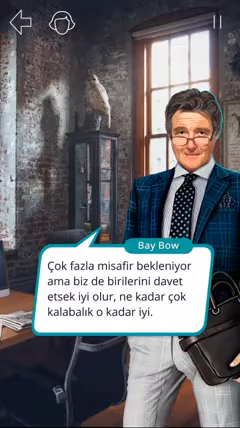 Bay Bow
Çok fazla misafir bekleniyor
ama biz de birilerini davet
etsek iyi olur, ne kadar çok
kalabalık o kadar iyi.